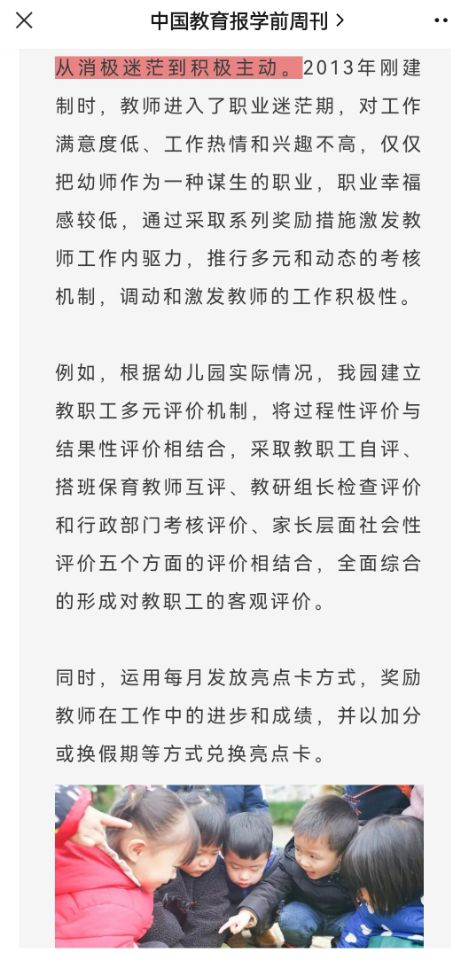 中国教育报学前周刊
从消极迷茫到积极主动。2013年刚建
制时，教师进入了职业迷茫期，对工作
满意度低、工作热情和兴趣不高，仅仅
把幼师作为一种谋生的职业，职业幸福
感较低，通过采取系列奖励措施激发教
师工作内驱力，推行多元和动态的考核
机制，调动和激发教师的工作积极性。
例如，根据幼儿园实际情况，我园建立
教职工多元评价机制，将过程性评价与
结果性评价相结合，采取教职工自评、
搭班保育教师互评、教研组长检查评价
和行政部门考核评价、家长层面社会性
评价五个方面的评价相结合，全面综合
的形成对教职工的客观评价。
同时，运用每月发放亮点卡方式，奖励
教师在工作中的进步和成绩，并以加分
或换假期等方式兑换亮点卡。